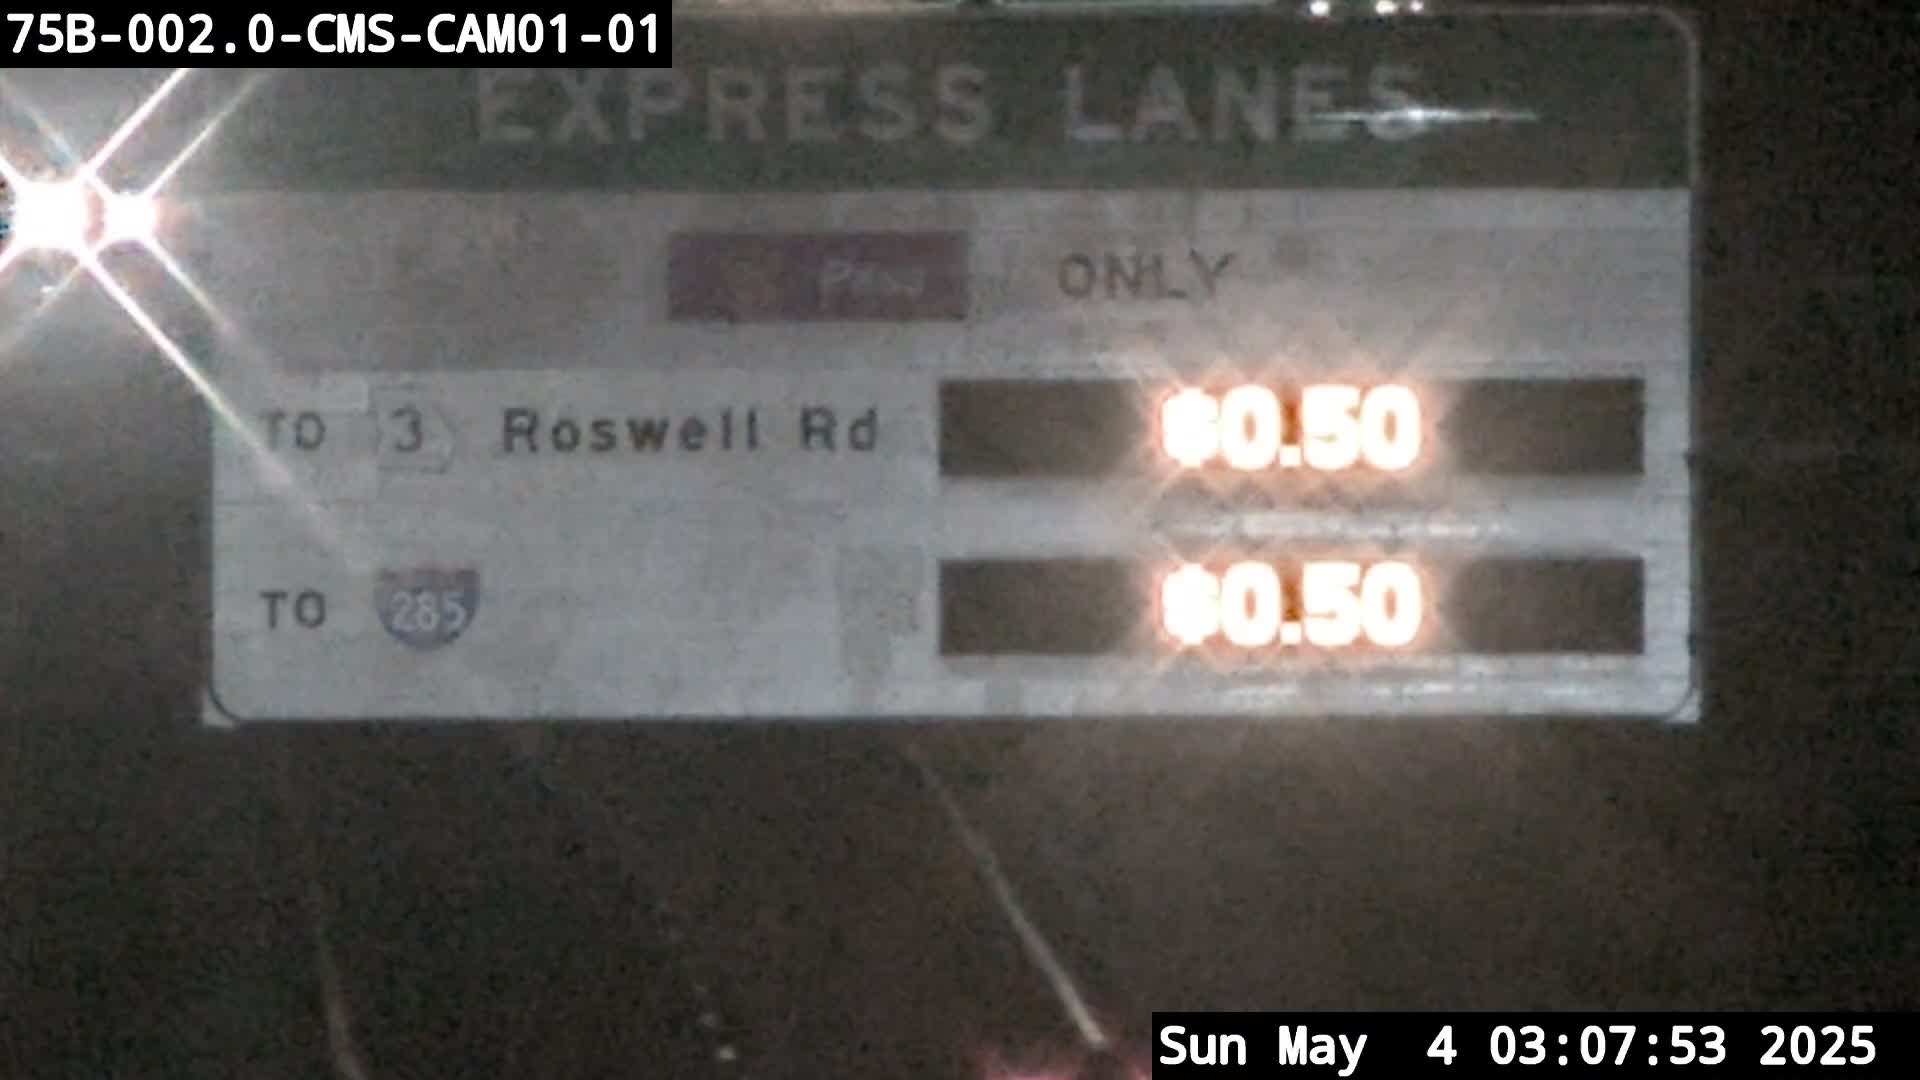 75B-002.0-CMS-CAM01-01
EXPRESS LANES
Pass ONLY
TO 3 Roswell Rd $0.50
TO 285 $0.50
Sun May 4 03:07:53 2025